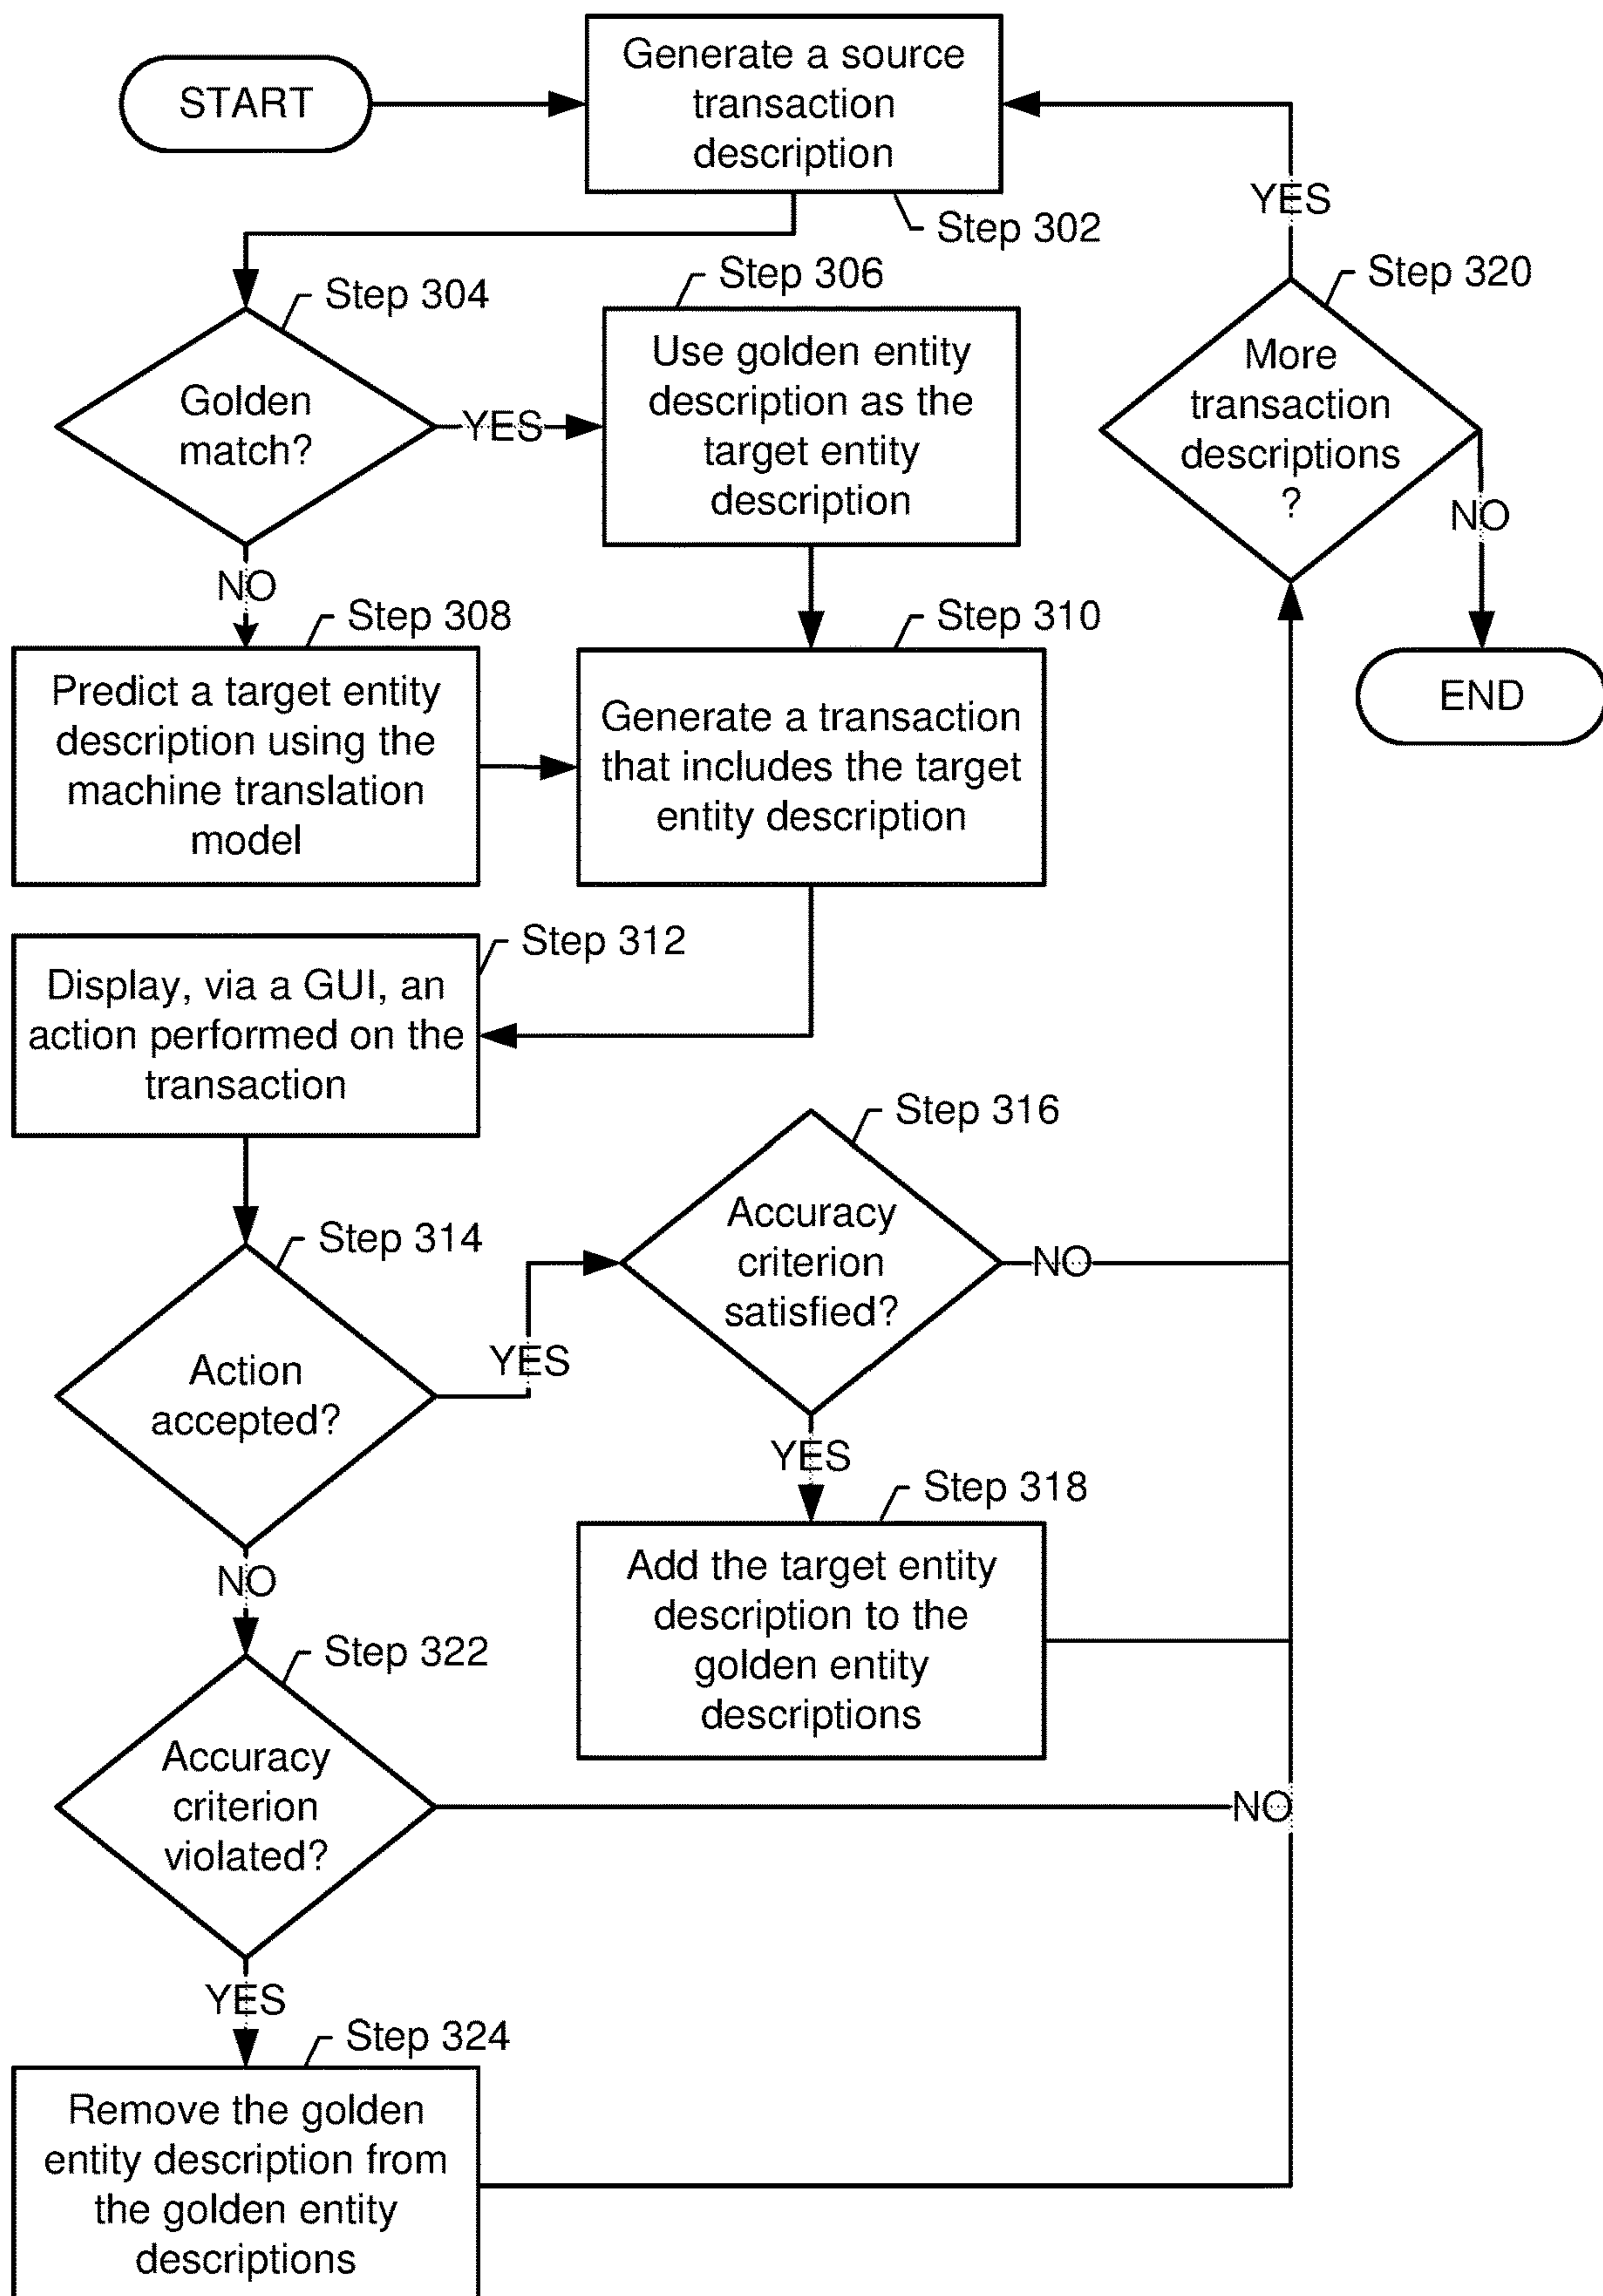 START
Generate a source
transaction
description
Step 302
Step 304
Golden
match?
YES
NO
Step 306
Use golden entity
description as the
target entity
description
Step 308
Predict a target entity
description using the
machine translation
model
Step 310
Generate a transaction
that includes the target
entity description
Step 312
Display, via a GUI, an
action performed on the
transaction
Step 314
Action
accepted?
YES
NO
Step 316
Accuracy
criterion
satisfied?
NO
YES
Step 318
Add the target entity
description to the
golden entity
descriptions
Step 322
Accuracy
criterion
violated?
NO
YES
Step 324
Remove the golden
entity description from
the golden entity
descriptions
Step 320
More
transaction
descriptions
?
YES
NO
END